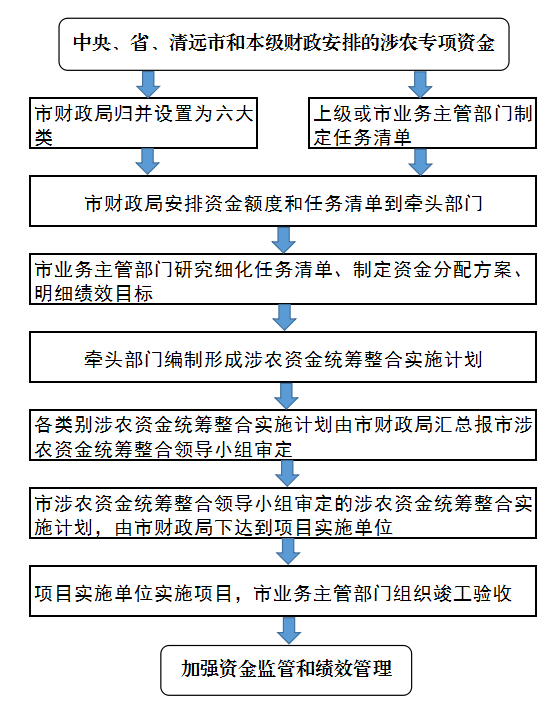 中央、省、清远市和本级财政安排的涉农专项资金
市财政局归并设置为六大
类
上级或市业务主管部门制
定任务清单
市财政局安排资金额度和任务清单到牵头部门
市业务主管部门研究细化任务清单、制定资金分配方案、
明细绩效目标
牵头部门编制形成涉农资金统筹整合实施计划
各类别涉农资金统筹整合实施计划由市财政局汇总报市涉
农资金统筹整合领导小组审定
市涉农资金统筹整合领导小组审定的涉农资金统筹整合实
施计划，由市财政局下达到项目实施单位
项目实施单位实施项目，市业务主管部门组织竣工验收
加强资金监管和绩效管理